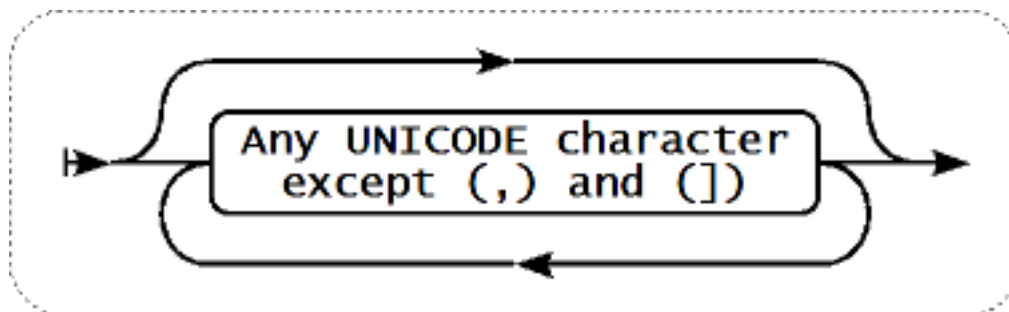 Any UNICODE character
except (,) and (])